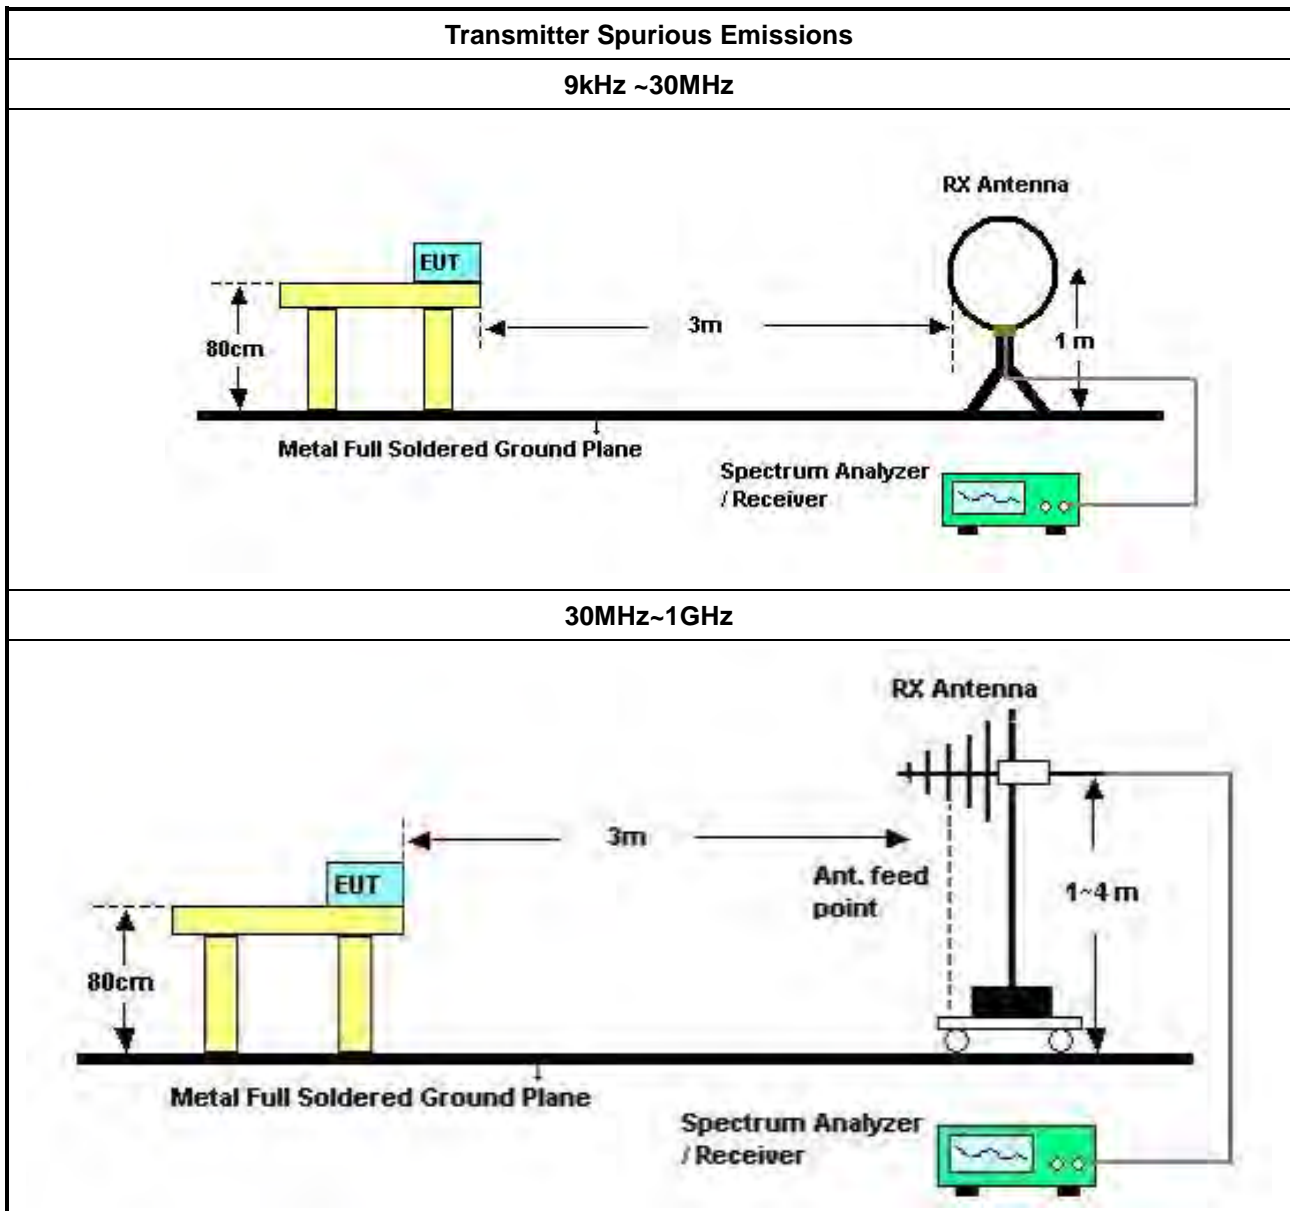 Transmitter Spurious Emissions
9kHz ~30MHz
RX Antenna
EUT
3m
80cm
1 m
Metal Full Soldered Ground Plane
Spectrum Analyzer
/ Receiver
30MHz~1GHz
RX Antenna
3m
EUT
Ant. feed
point
1~4 m
80cm
Metal Full Soldered Ground Plane
Spectrum Analyzer
/ Receiver